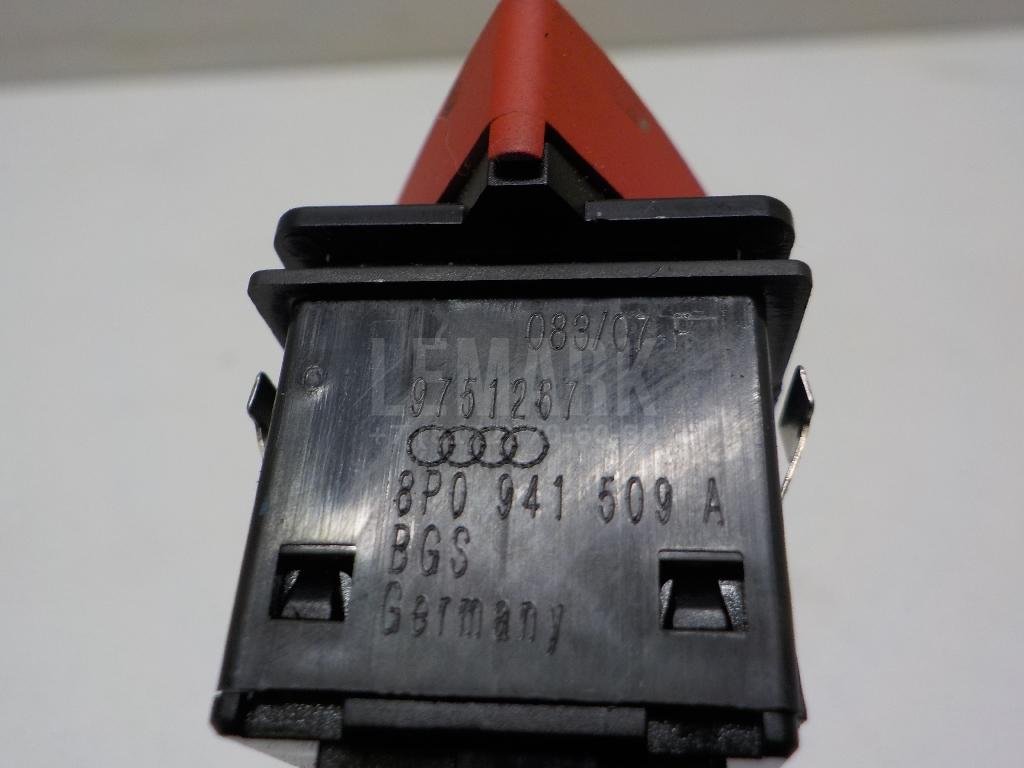 083/07 F
LEMARK
9751267
8P0 941 509 A
BGS
Germany